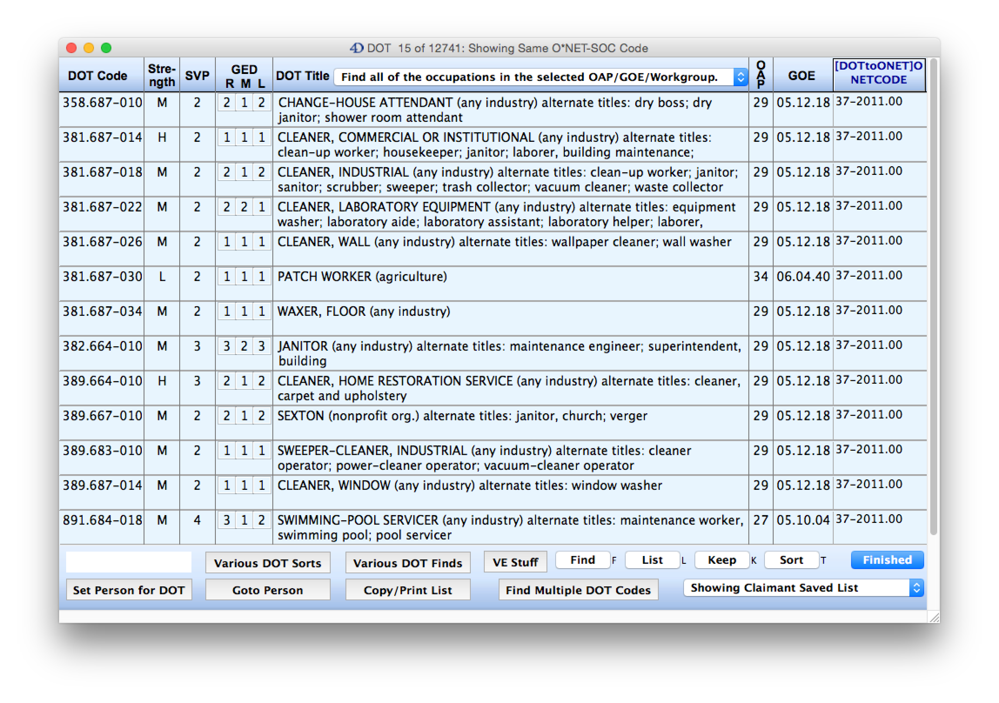 4D DOT 15 of 12741: Showing Same O*NET-SOC Code
DOT Code Stre-ngth SVP GED R M L DOT Title Find all of the occupations in the selected OAP/GOE/Workgroup. OAP GOE [DOTtoONET]ONETCODE
358.687-010 M 2 2 1 2 CHANGE-HOUSE ATTENDANT (any industry) alternate titles: dry boss; dry 29 05.12.18 37-2011.00
janitor; shower room attendant
381.687-014 H 2 1 1 1 CLEANER, COMMERCIAL OR INSTITUTIONAL (any industry) alternate titles: 29 05.12.18 37-2011.00
clean-up worker; housekeeper; janitor; laborer, building maintenance;
381.687-018 M 2 2 1 2 CLEANER, INDUSTRIAL (any industry) alternate titles: clean-up worker; janitor; 29 05.12.18 37-2011.00
sanitor; scrubber; sweeper; trash collector; vacuum cleaner; waste collector
381.687-022 M 2 2 2 1 CLEANER, LABORATORY EQUIPMENT (any industry) alternate titles: equipment 29 05.12.18 37-2011.00
washer; laboratory aide; laboratory assistant; laboratory helper; laborer,
381.687-026 M 2 1 1 1 CLEANER, WALL (any industry) alternate titles: wallpaper cleaner; wall washer 29 05.12.18 37-2011.00
381.687-030 L 2 1 1 1 PATCH WORKER (agriculture) 34 06.04.40 37-2011.00
381.687-034 M 2 1 1 1 WAXER, FLOOR (any industry) 29 05.12.18 37-2011.00
382.664-010 M 3 3 2 3 JANITOR (any industry) alternate titles: maintenance engineer; superintendent, 29 05.12.18 37-2011.00
building
389.664-010 H 3 2 1 2 CLEANER, HOME RESTORATION SERVICE (any industry) alternate titles: cleaner, 29 05.12.18 37-2011.00
carpet and upholstery
389.667-010 M 2 2 1 2 SEXTON (nonprofit org.) alternate titles: janitor, church; verger 29 05.12.18 37-2011.00
389.683-010 M 2 1 1 1 SWEEPER-CLEANER, INDUSTRIAL (any industry) alternate titles: cleaner 29 05.12.18 37-2011.00
operator; power-cleaner operator; vacuum-cleaner operator
389.687-014 M 2 1 1 1 CLEANER, WINDOW (any industry) alternate titles: window washer 29 05.12.18 37-2011.00
891.684-018 M 4 3 1 2 SWIMMING-POOL SERVICER (any industry) alternate titles: maintenance worker, 27 05.10.04 37-2011.00
swimming pool; pool servicer
Various DOT Sorts Various DOT Finds VE Stuff Find F List L Keep K Sort T Finished
Set Person for DOT Goto Person Copy/Print List Find Multiple DOT Codes Showing Claimant Saved List